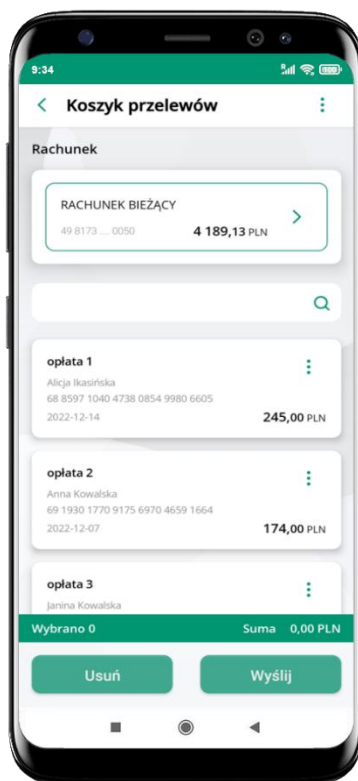 9:34
Koszyk przelewów
Rachunek
RACHUNEK BIEŻĄCY
49 8173 .... 0050 4 189,13 PLN
opłata 1
Alicja Ikasińska
68 8597 1040 4738 0854 9980 6605
2022-12-14 245,00 PLN
opłata 2
Anna Kowalska
69 1930 1770 9175 6970 4659 1664
2022-12-07 174,00 PLN
opłata 3
Janina Kowalska
Wybrano 0 Suma 0,00 PLN
Usuń Wyślij